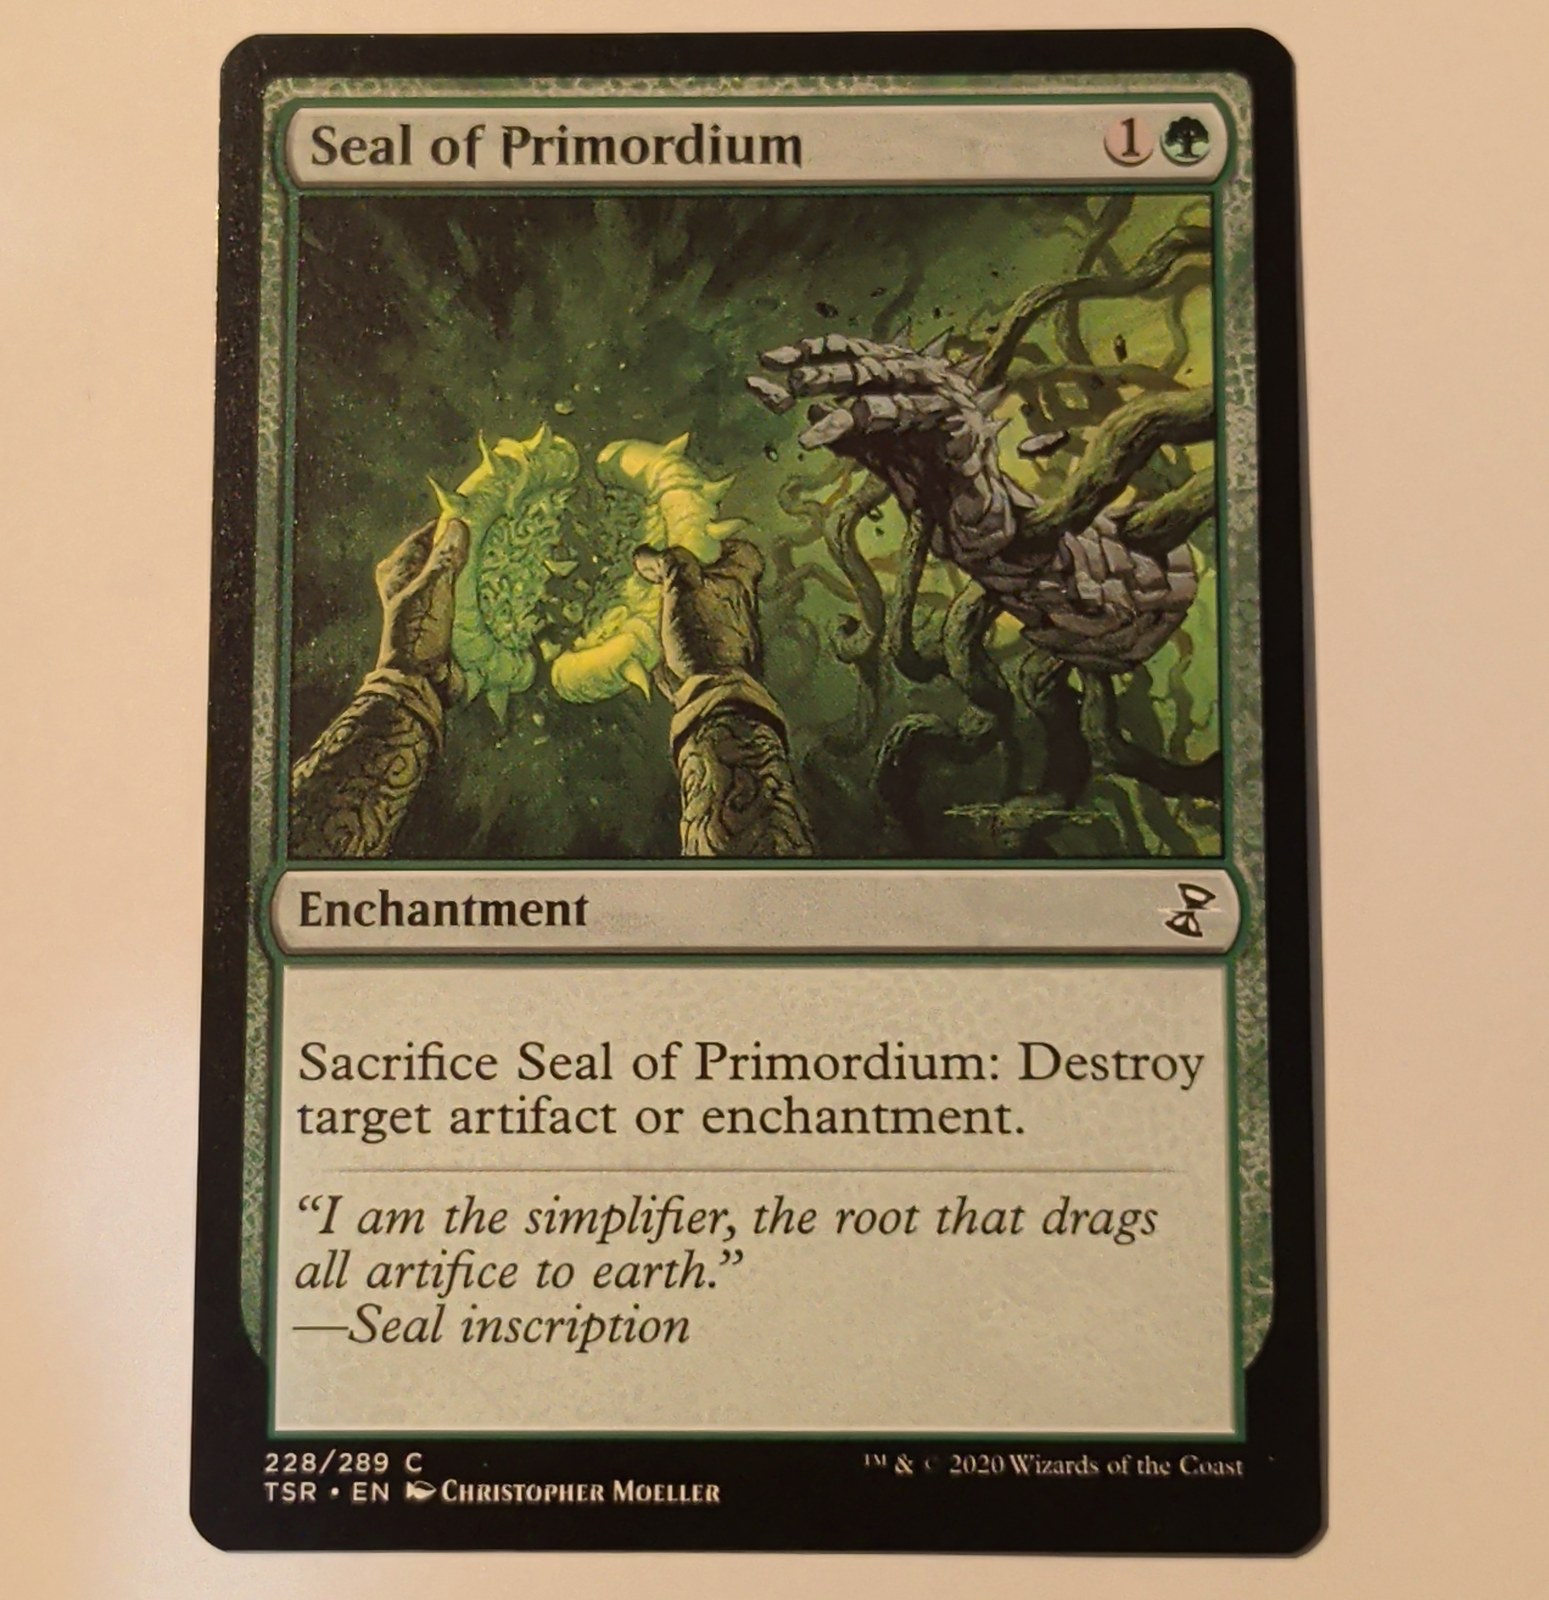 Seal of Primordium 1
Enchantment
Sacrifice Seal of Primordium: Destroy
target artifact or enchantment.
“I am the simplifier, the root that drags
all artifice to earth.”
—Seal inscription
228/289 C
™ & © 2020 Wizards of the Coast
TSR • EN Christopher Moeller